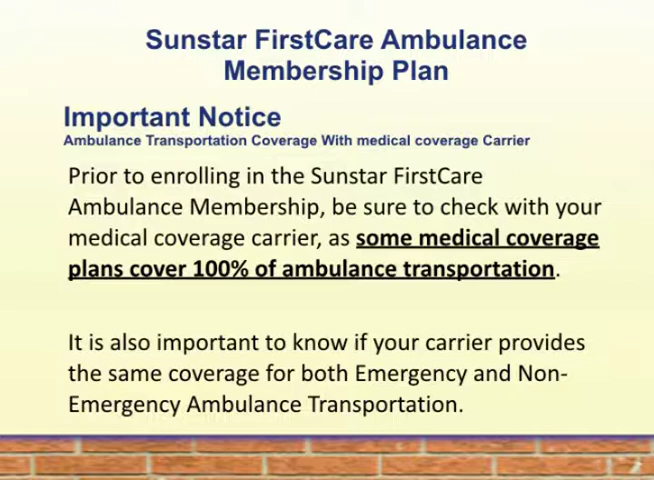 Sunstar FirstCare Ambulance
Membership Plan
Important Notice
Ambulance Transportation Coverage With medical coverage Carrier
Prior to enrolling in the Sunstar FirstCare
Ambulance Membership, be sure to check with your
medical coverage carrier, as some medical coverage
plans cover 100% of ambulance transportation.
It is also important to know if your carrier provides
the same coverage for both Emergency and Non-
Emergency Ambulance Transportation.
7